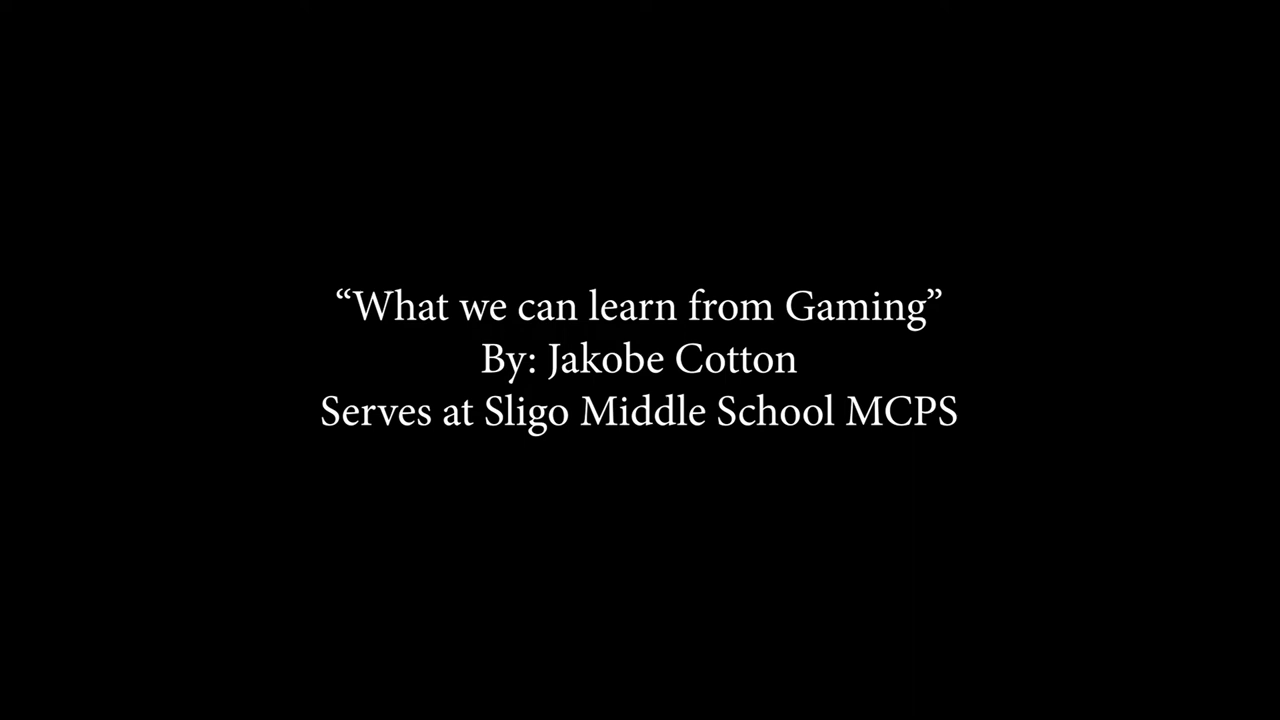 “What we can learn from Gaming”
By: Jakobe Cotton
Serves at Sligo Middle School MCPS